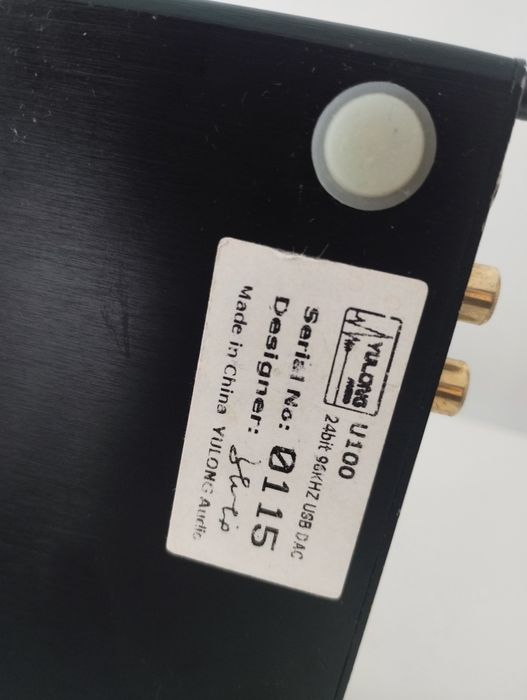 YULONG U100
24bit 96KHZ USB DAC
Serial No: 0115
Designer:
Made in China YULONG Audio